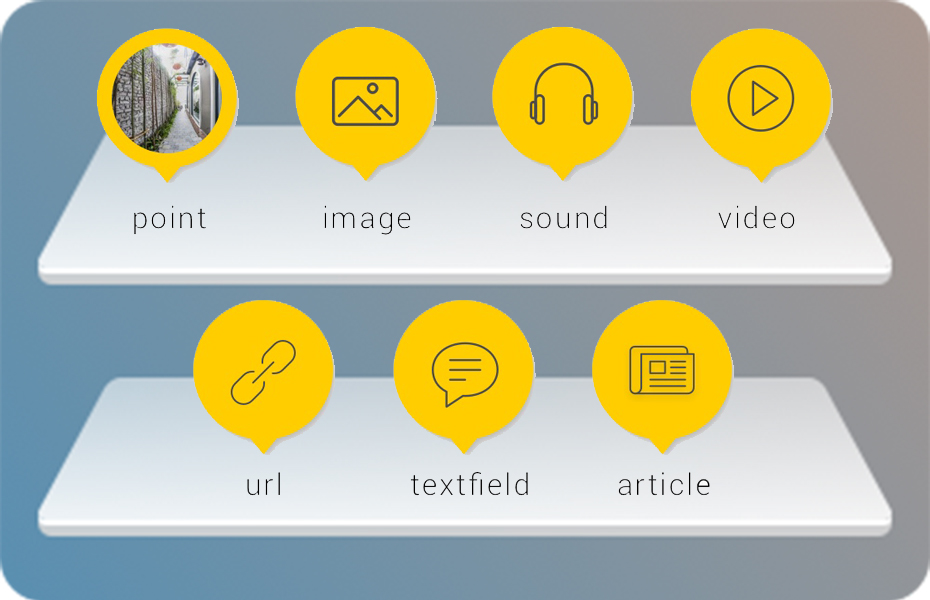 point
image
sound
video
url
textfield
article